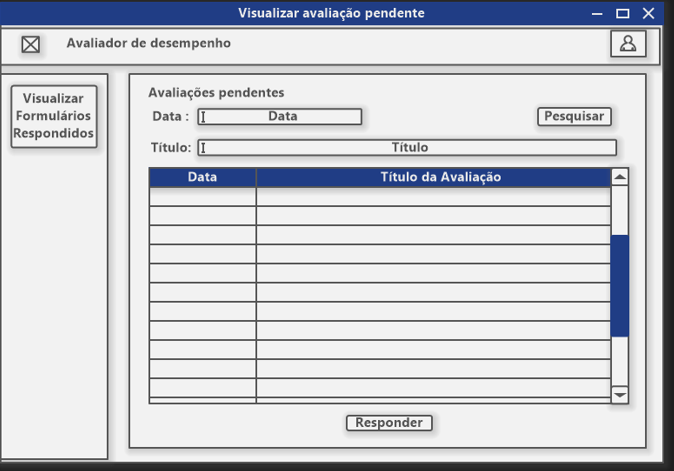 Visualizar avaliação pendente
Avaliador de desempenho
Visualizar
Formulários
Respondidos
Avaliações pendentes
Data : Data Pesquisar
Título: Título
Data Título da Avaliação
Responder